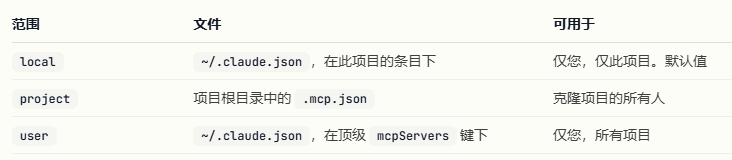 范围 文件 可用于
local ~/.claude.json，在此项目的条目下 仅您，仅此项目。默认值
project 项目根目录中的 .mcp.json 克隆项目的所有人
user ~/.claude.json，在顶级 mcpServers 键下 仅您，所有项目